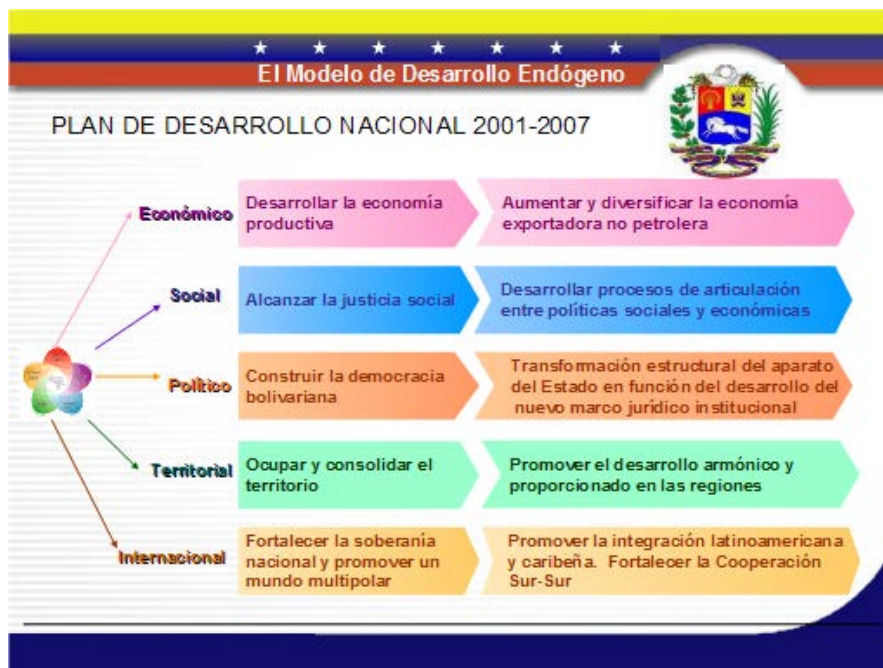 El Modelo de Desarrollo Endógeno
PLAN DE DESARROLLO NACIONAL 2001-2007
Económico
Desarrollar la economía
productiva
Aumentar y diversificar la economía
exportadora no petrolera
Social
Alcanzar la justicia social
Desarrollar procesos de articulación
entre políticas sociales y económicas
Político
Construir la democracia
bolivariana
Transformación estructural del aparato
del Estado en función del desarrollo del
nuevo marco jurídico institucional
Territorial
Ocupar y consolidar el
territorio
Promover el desarrollo armónico y
proporcionado en las regiones
Internacional
Fortalecer la soberanía
nacional y promover un
mundo multipolar
Promover la integración latinoamericana
y caribeña. Fortalecer la Cooperación
Sur-Sur